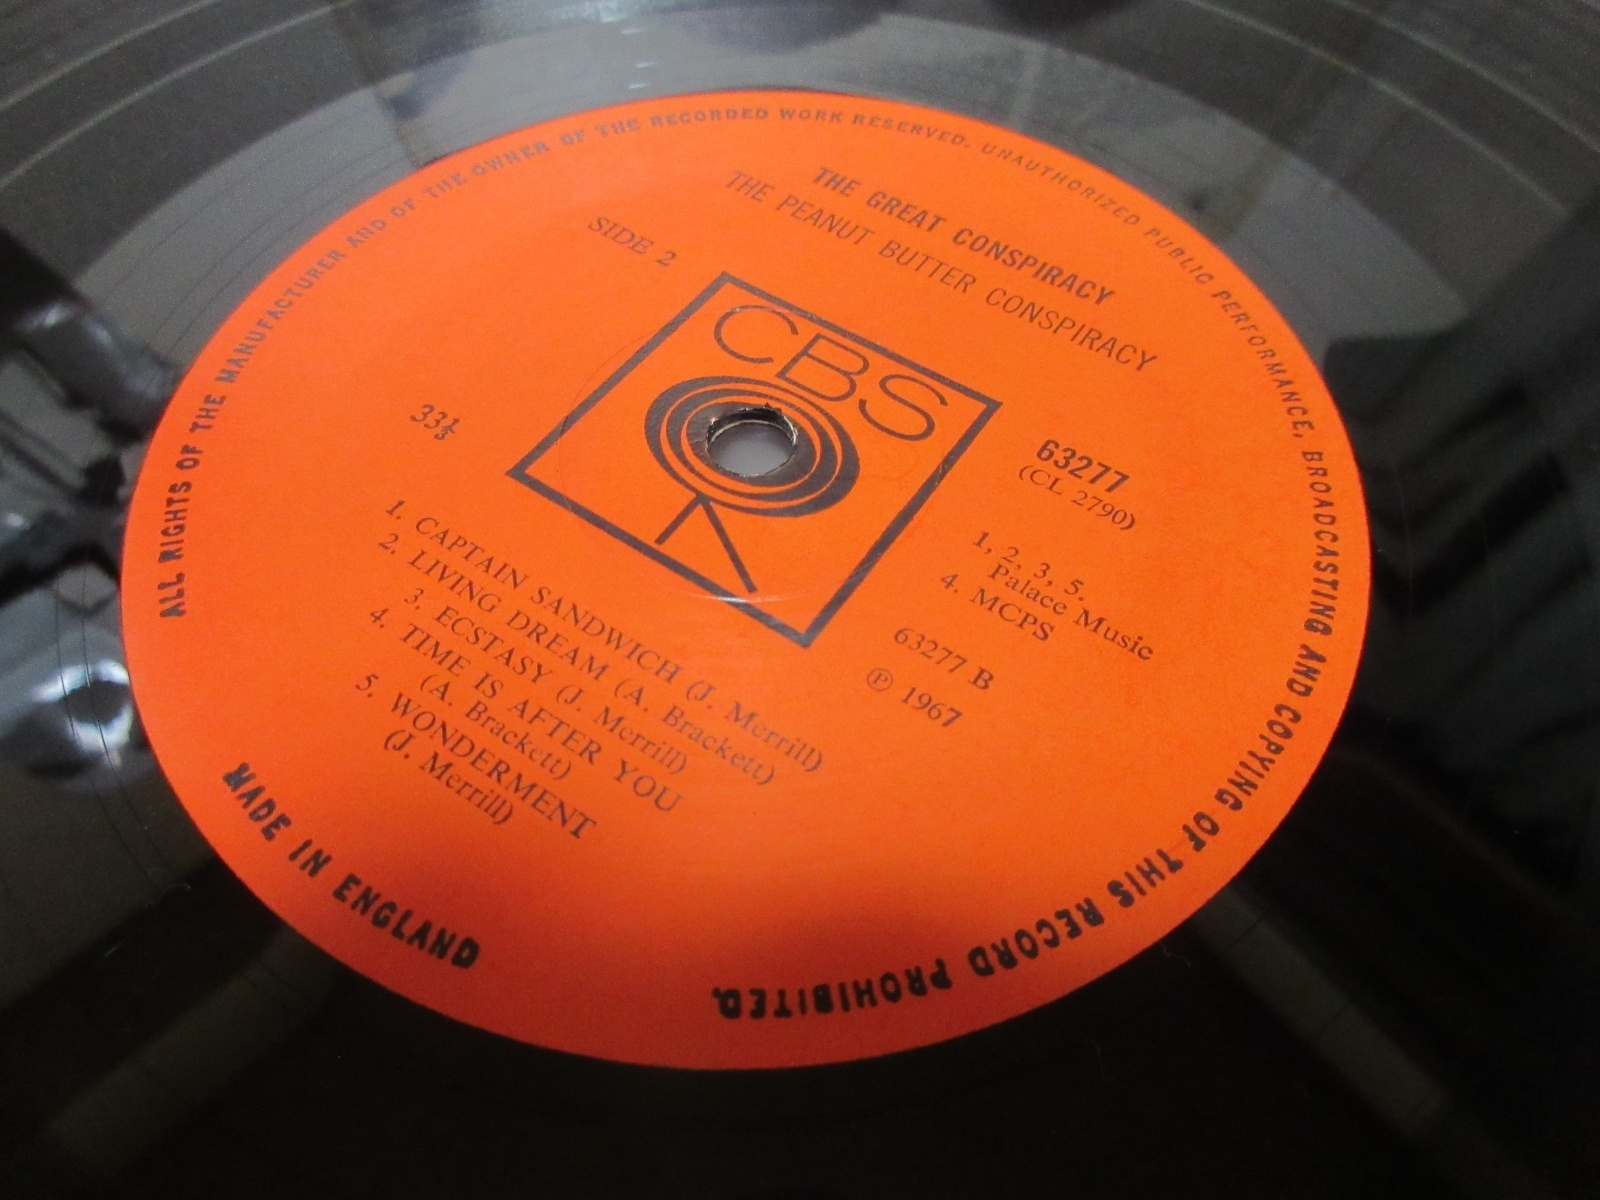 ALL RIGHTS OF THE MANUFACTURER AND OF THE OWNER OF THE RECORDED WORK RESERVED. UNAUTHORIZED PUBLIC PERFORMANCE, BROADCASTING AND COPYING OF THIS RECORD PROHIBITED.
THE GREAT CONSPIRACY
THE PEANUT BUTTER CONSPIRACY
SIDE 2
CBS
33⅓
63277
(CL 2790)
1, 2, 3, 5.
Palace Music
4. MCPS
63277 B
℗ 1967
1. CAPTAIN SANDWICH (J. Merrill)
2. LIVING DREAM (A. Brackett)
3. ECSTASY (J. Merrill)
4. TIME IS AFTER YOU
(A. Brackett)
5. WONDERMENT
(J. Merrill)
MADE IN ENGLAND